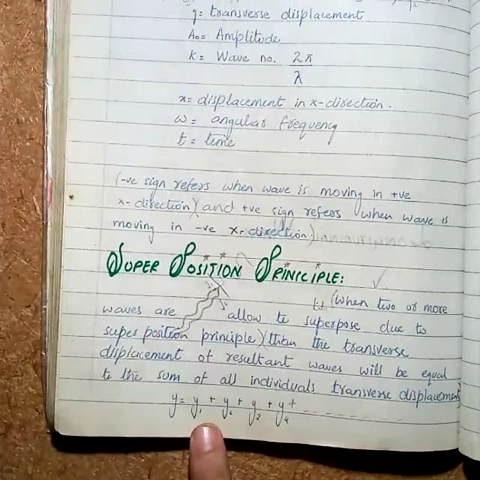 y = transverse displacement
A₀ = Amplitude
K = Wave no. 2π
λ
x = displacement in x-direction.
ω = angular frequency
t = time
(-ve sign refers when wave is moving in +ve
x-direction) and +ve sign refers when wave is
moving in -ve x-direction)
SUPER POSITION PRINICIPLE:
(When two or more
waves are allow to superpose due to
super position principle) then the transverse
displacement of resultant waves will be equal
to the sum of all individuals transverse displacement
y = y₁ + y₂ + y₃ + y₄ + - - - - - -